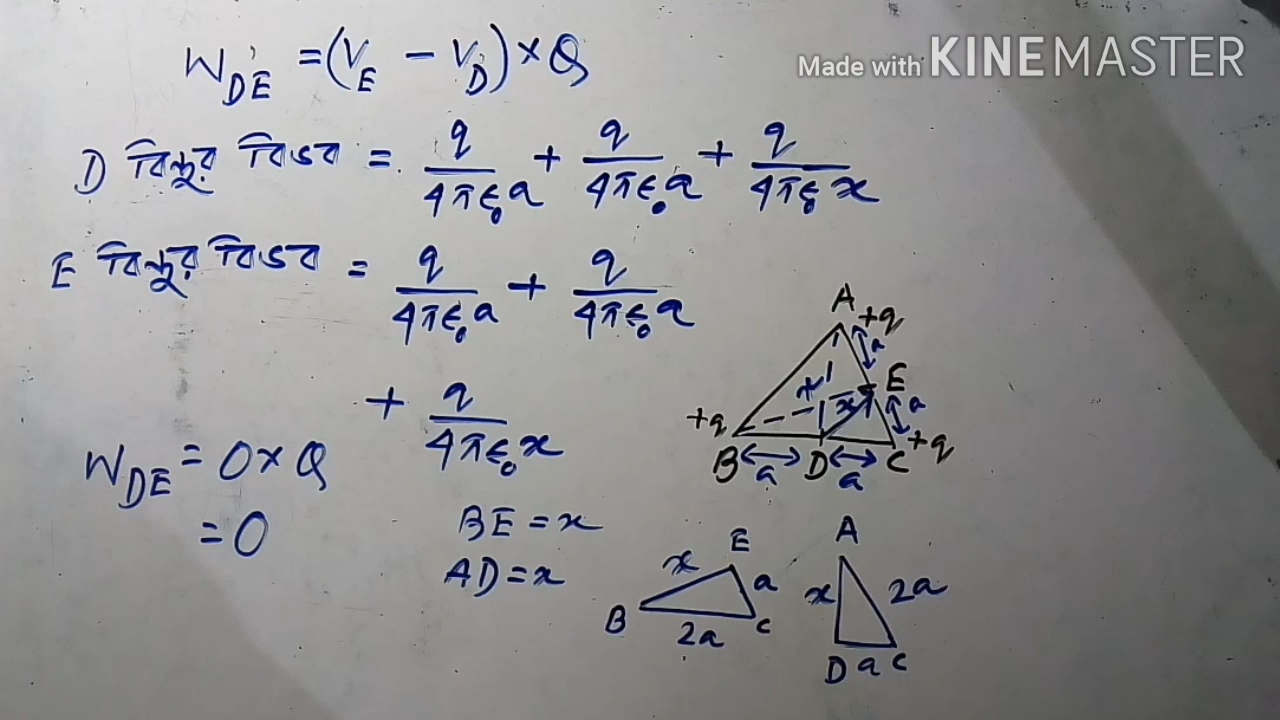 Made with KINEMASTER
W_DE = (V_E − V_D) × Q
D বিন্দুর বিভব = q/4πε₀a + q/4πε₀a + q/4πε₀x
E বিন্দুর বিভব = q/4πε₀a + q/4πε₀a
+ q/4πε₀x
W_DE = 0 × Q
= 0
BE = x
AD = x
A +q
a
x E
x a
+q +q
B a D a C
E
x a
B 2a C
A
x 2a
D a C